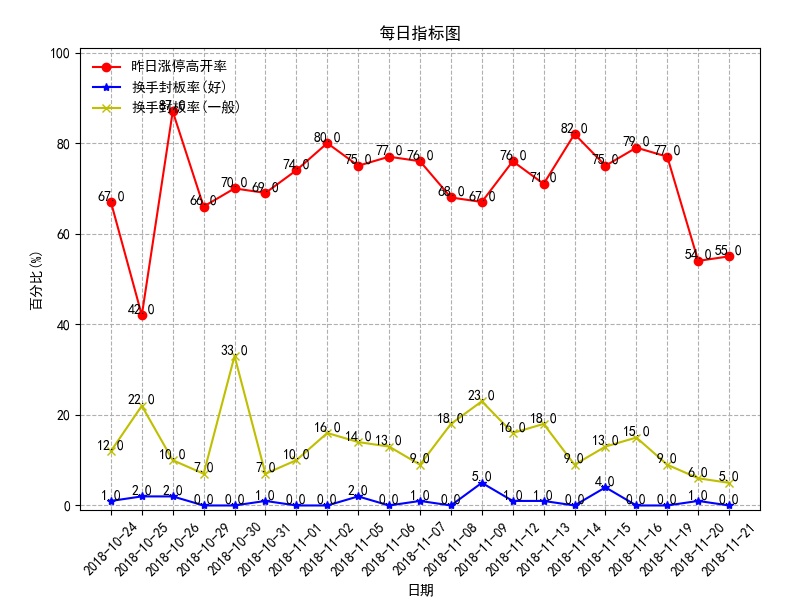 每日指标图
昨日涨停高开率
换手封板率(好)
换手封板率(一般)
百分比(%)
100
80
60
40
20
0
67.0 42.0 87.0 66.0 70.0 69.0 74.0 80.0 75.0 77.0 76.0 68.0 67.0 76.0 71.0 82.0 75.0 79.0 77.0 54.0 55.0
12.0 22.0 10.0 7.0 33.0 7.0 10.0 16.0 14.0 13.0 9.0 18.0 23.0 16.0 18.0 9.0 13.0 15.0 9.0 6.0 5.0
1.0 2.0 2.0 0.0 0.0 1.0 0.0 0.0 2.0 0.0 1.0 0.0 5.0 1.0 1.0 0.0 4.0 0.0 0.0 1.0 0.0
2018-10-24 2018-10-25 2018-10-26 2018-10-29 2018-10-30 2018-10-31 2018-11-01 2018-11-02 2018-11-05 2018-11-06 2018-11-07 2018-11-08 2018-11-09 2018-11-12 2018-11-13 2018-11-14 2018-11-15 2018-11-16 2018-11-19 2018-11-20 2018-11-21
日期